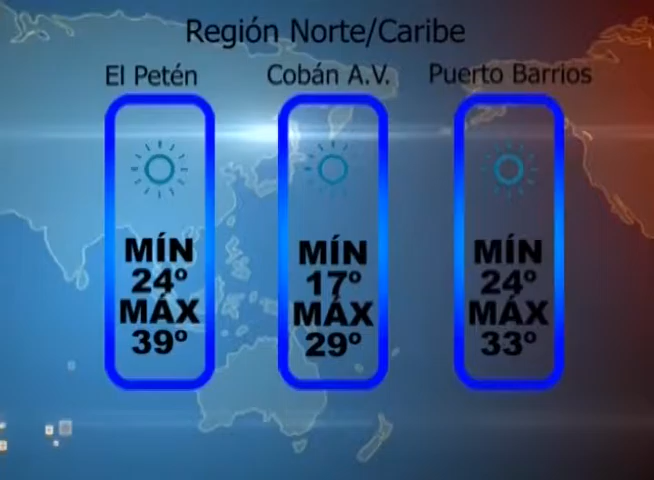 Región Norte/Caribe
El Petén
Cobán A.V.
Puerto Barrios
MÍN
24º
MÁX
39º
MÍN
17º
MÁX
29º
MÍN
24º
MÁX
33º